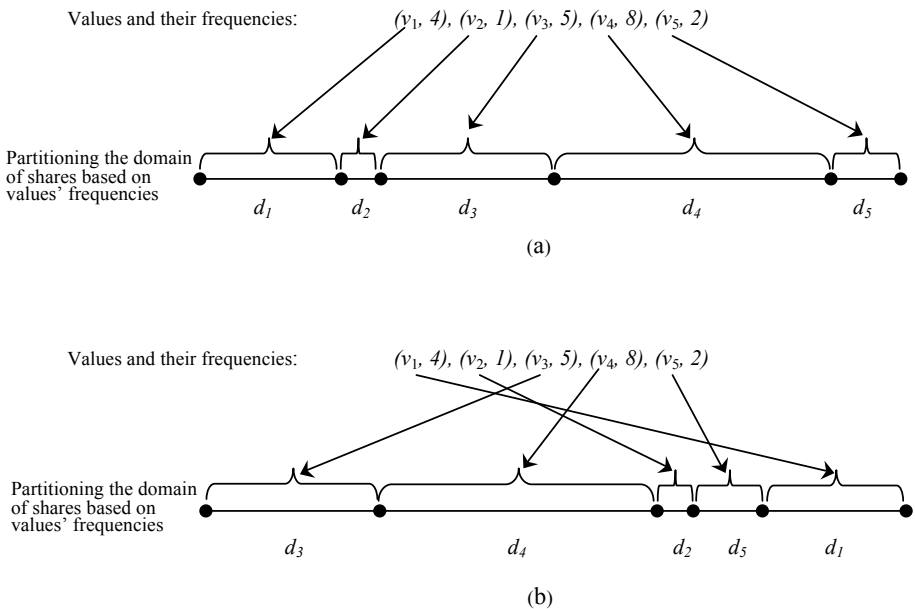 Values and their frequencies: (v1, 4), (v2, 1), (v3, 5), (v4, 8), (v5, 2)
Partitioning the domain
of shares based on
values' frequencies
d1 d2 d3 d4 d5
(a)
Values and their frequencies: (v1, 4), (v2, 1), (v3, 5), (v4, 8), (v5, 2)
Partitioning the domain
of shares based on
values' frequencies
d3 d4 d2 d5 d1
(b)